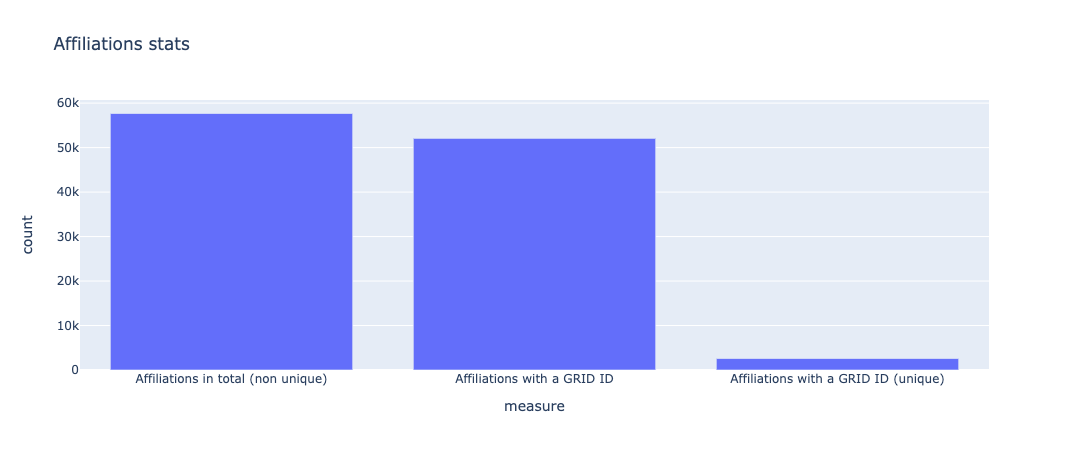 Affiliations stats
60k
50k
40k
30k
20k
10k
0
count
Affiliations in total (non unique)
Affiliations with a GRID ID
Affiliations with a GRID ID (unique)
measure